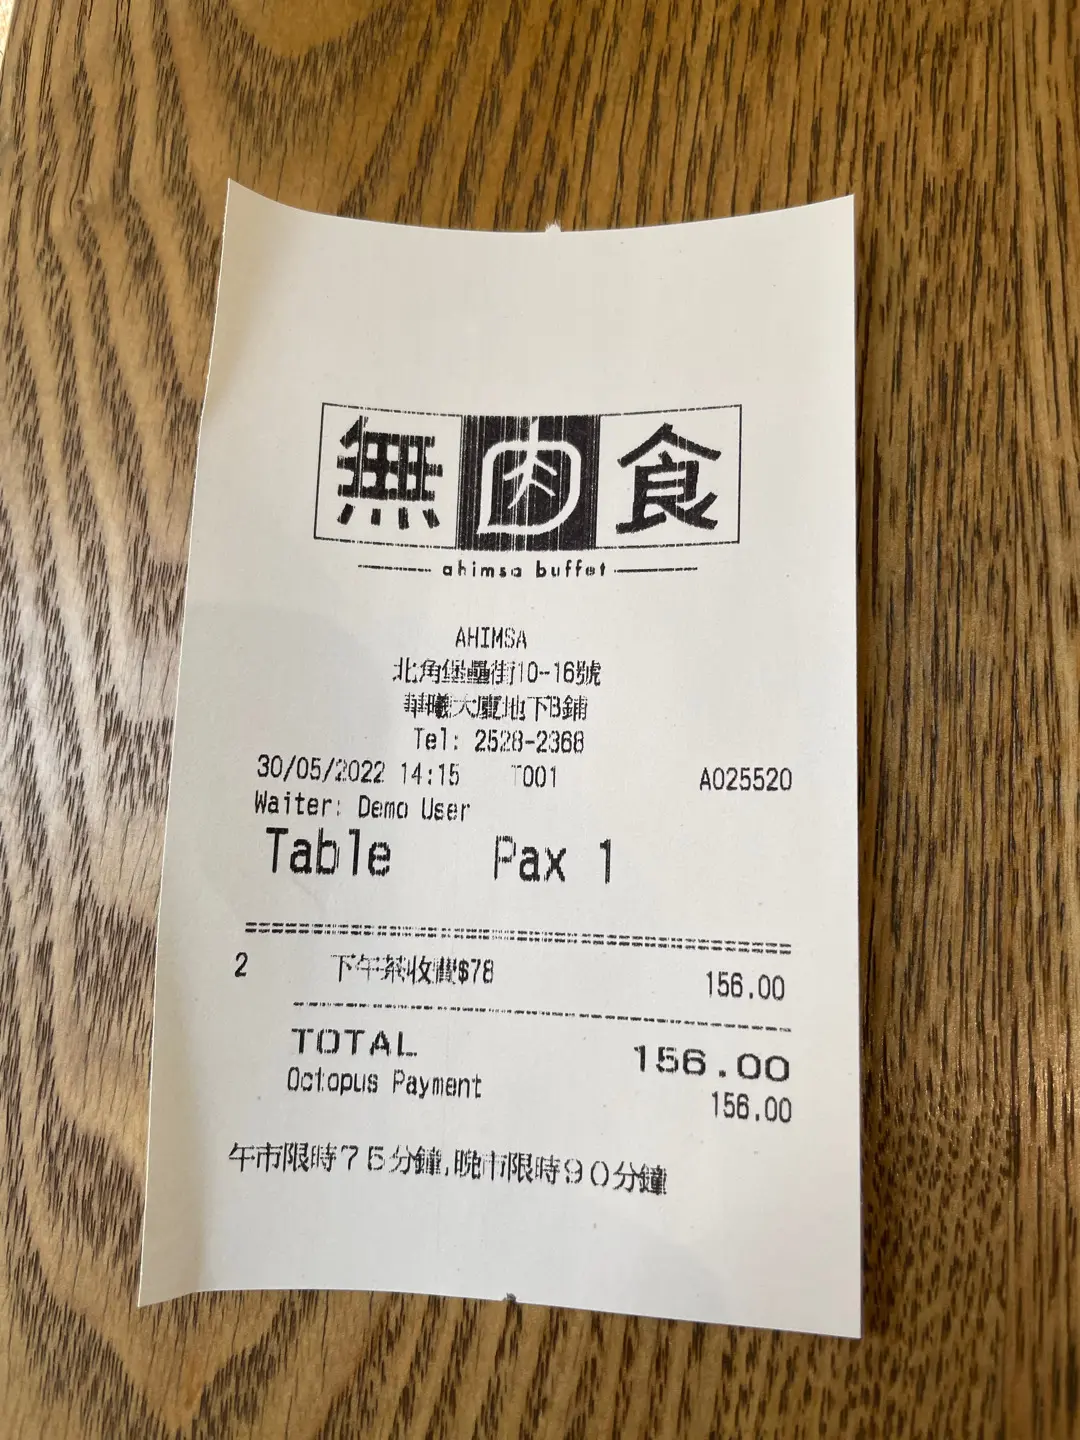 無肉食
ahimsa buffet
AHIMSA
北角堡壘街10-16號
華曦大廈地下B鋪
Tel: 2528-2368
30/05/2022 14:15 T001 A025520
Waiter: Demo User
Table Pax 1
2 下午茶收費$78 156.00
TOTAL 156.00
Octopus Payment 156.00
午市限時75分鐘,晚市限時90分鐘